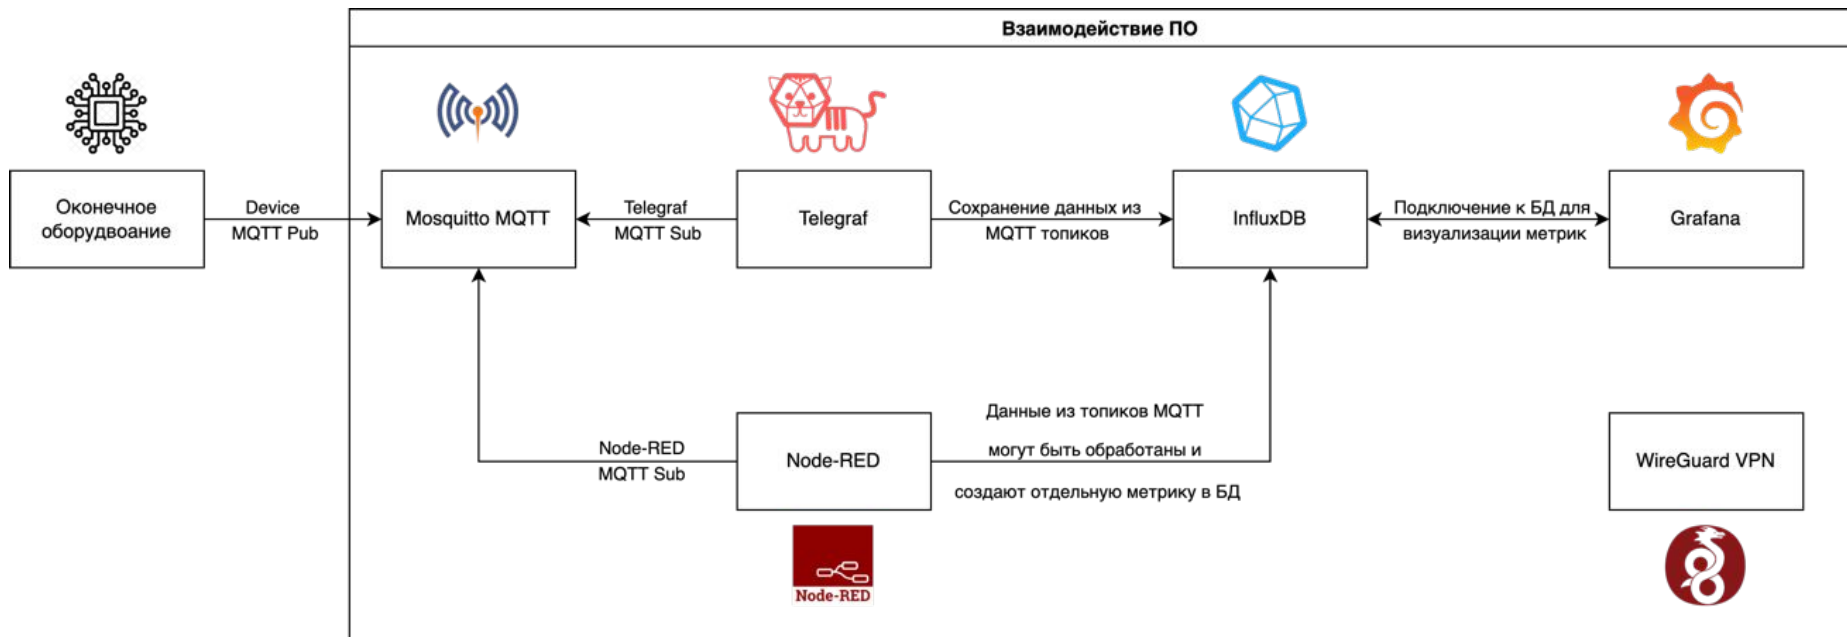 Взаимодействие ПО
Оконечное
оборудвоание
Device
MQTT Pub
Mosquitto MQTT
Telegraf
MQTT Sub
Telegraf
Сохранение данных из
MQTT топиков
InfluxDB
Подключение к БД для
визуализации метрик
Grafana
Node-RED
MQTT Sub
Node-RED
Данные из топиков MQTT
могут быть обработаны и
создают отдельную метрику в БД
WireGuard VPN
Node-RED